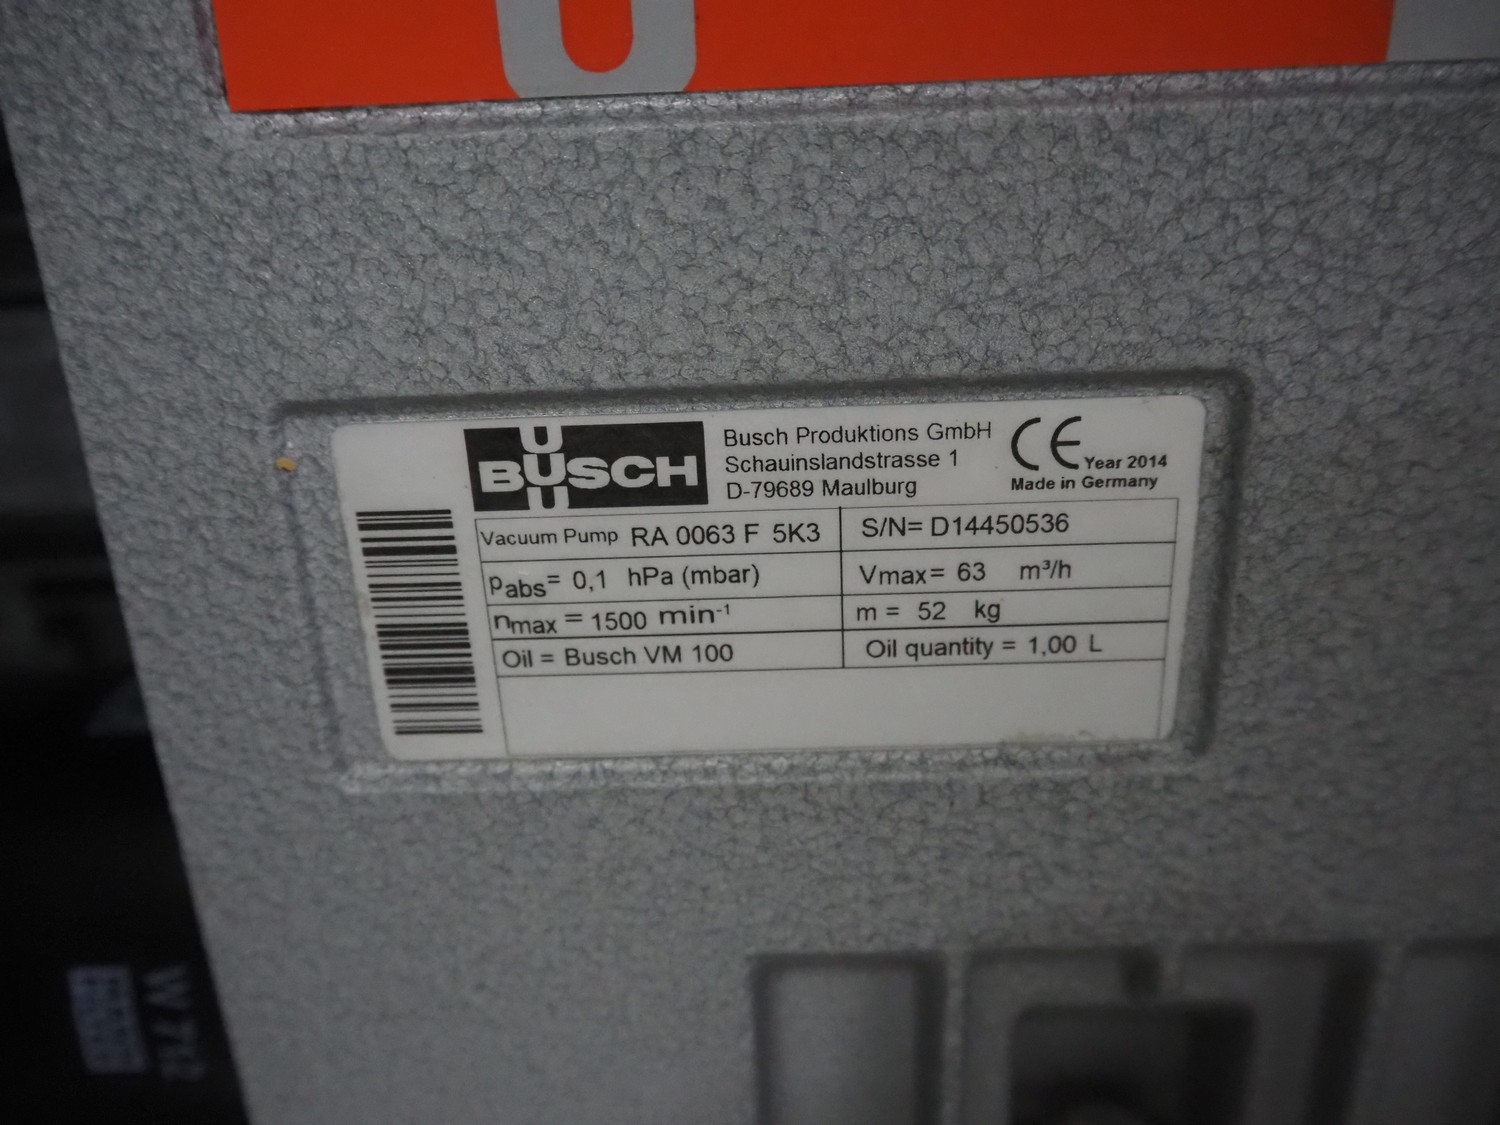 BUSCH
U
U
Busch Produktions GmbH
Schauinslandstrasse 1
D-79689 Maulburg
CE Year 2014
Made in Germany
Vacuum Pump RA 0063 F 5K3
S/N= D14450536
pabs= 0,1 hPa (mbar)
Vmax= 63 m³/h
nmax = 1500 min⁻¹
m = 52 kg
Oil = Busch VM 100
Oil quantity = 1,00 L
W 712